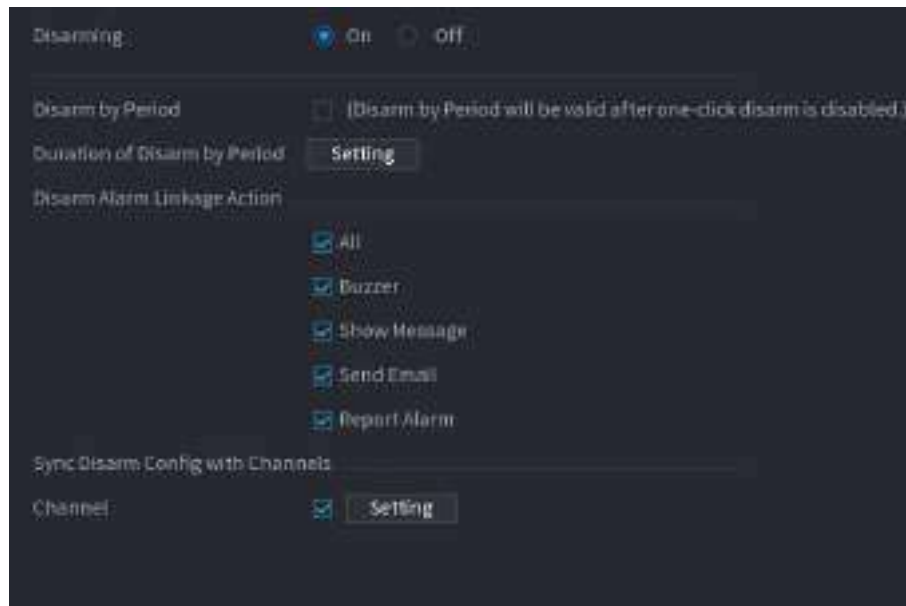 Disarming On Off
Disarm by Period (Disarm by Period will be valid after one-click disarm is disabled.)
Duration of Disarm by Period Setting
Disarm Alarm Linkage Action
All
Buzzer
Show Message
Send Email
Report Alarm
Sync Disarm Config with Channels
Channel Setting